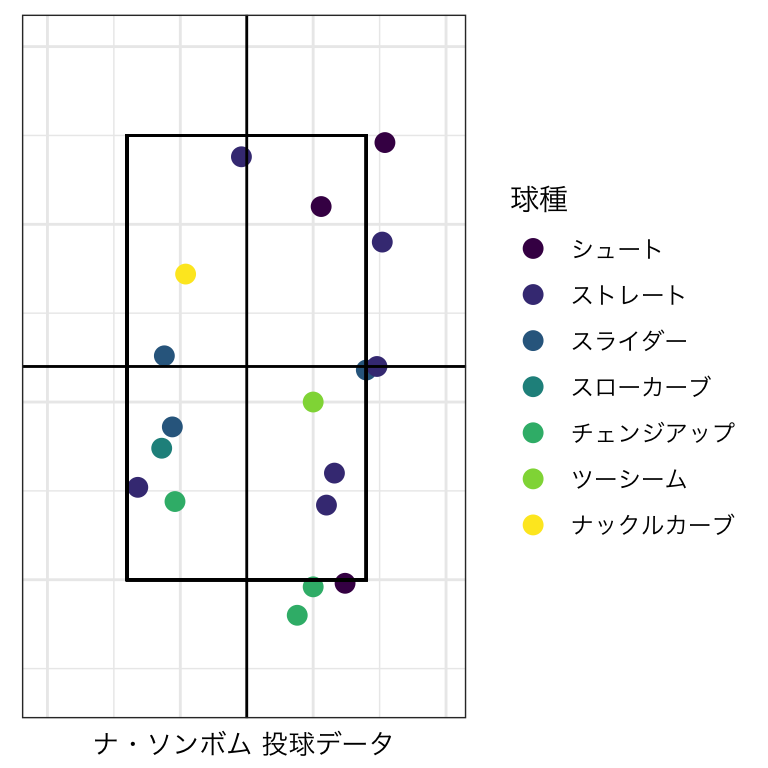 球種
シュート
ストレート
スライダー
スローカーブ
チェンジアップ
ツーシーム
ナックルカーブ
ナ・ソンボム 投球データ